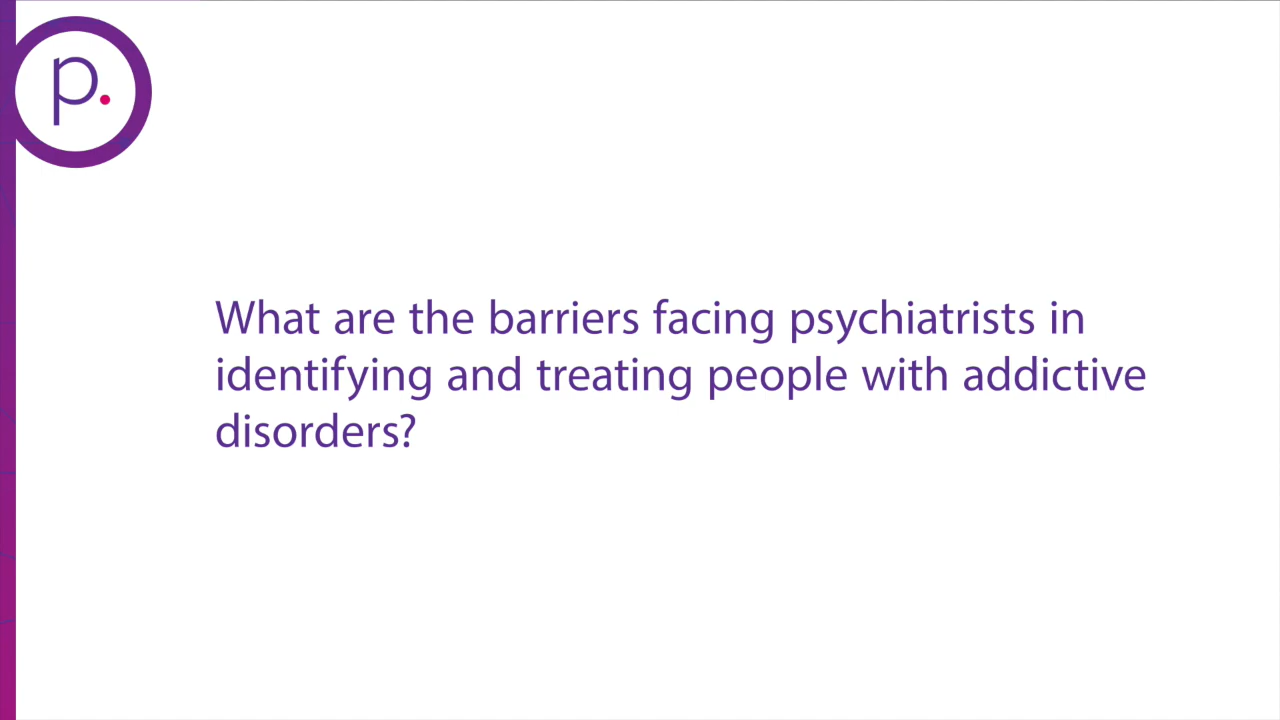 p.
What are the barriers facing psychiatrists in
identifying and treating people with addictive
disorders?